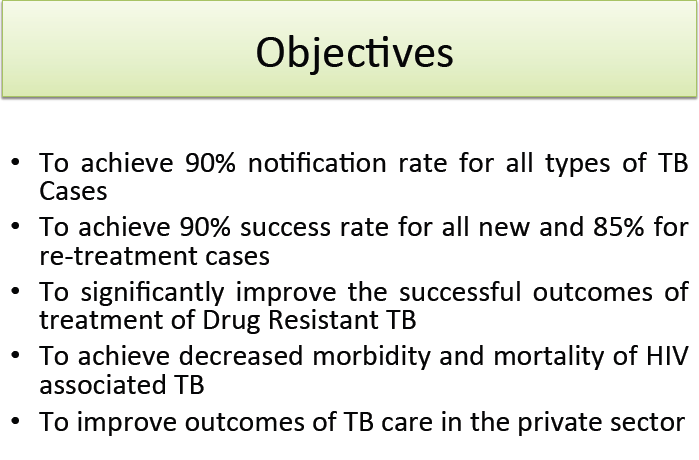 Objectives
• To achieve 90% notification rate for all types of TB
Cases
• To achieve 90% success rate for all new and 85% for
re-treatment cases
• To significantly improve the successful outcomes of
treatment of Drug Resistant TB
• To achieve decreased morbidity and mortality of HIV
associated TB
• To improve outcomes of TB care in the private sector